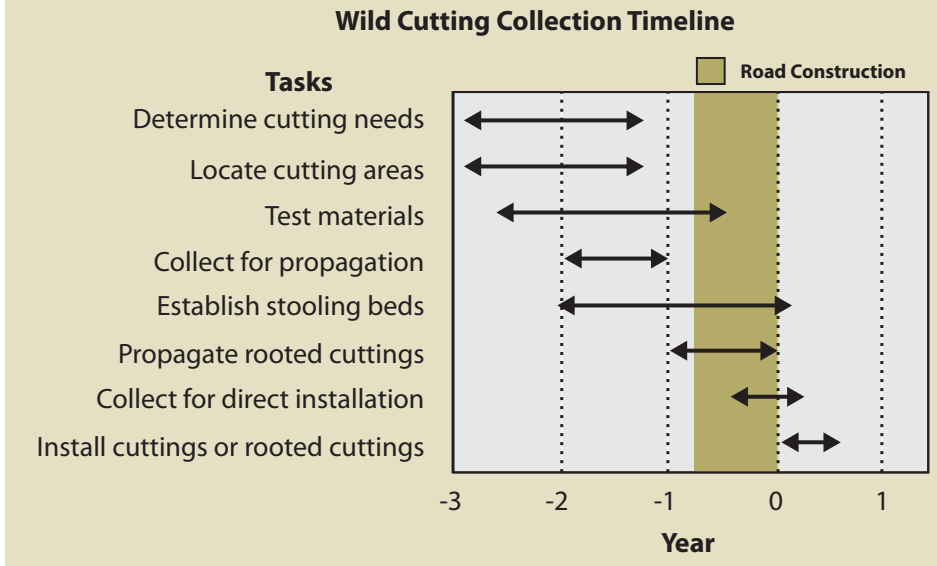 Wild Cutting Collection Timeline
Road Construction
Tasks
Determine cutting needs
Locate cutting areas
Test materials
Collect for propagation
Establish stooling beds
Propagate rooted cuttings
Collect for direct installation
Install cuttings or rooted cuttings
-3 -2 -1 0 1
Year